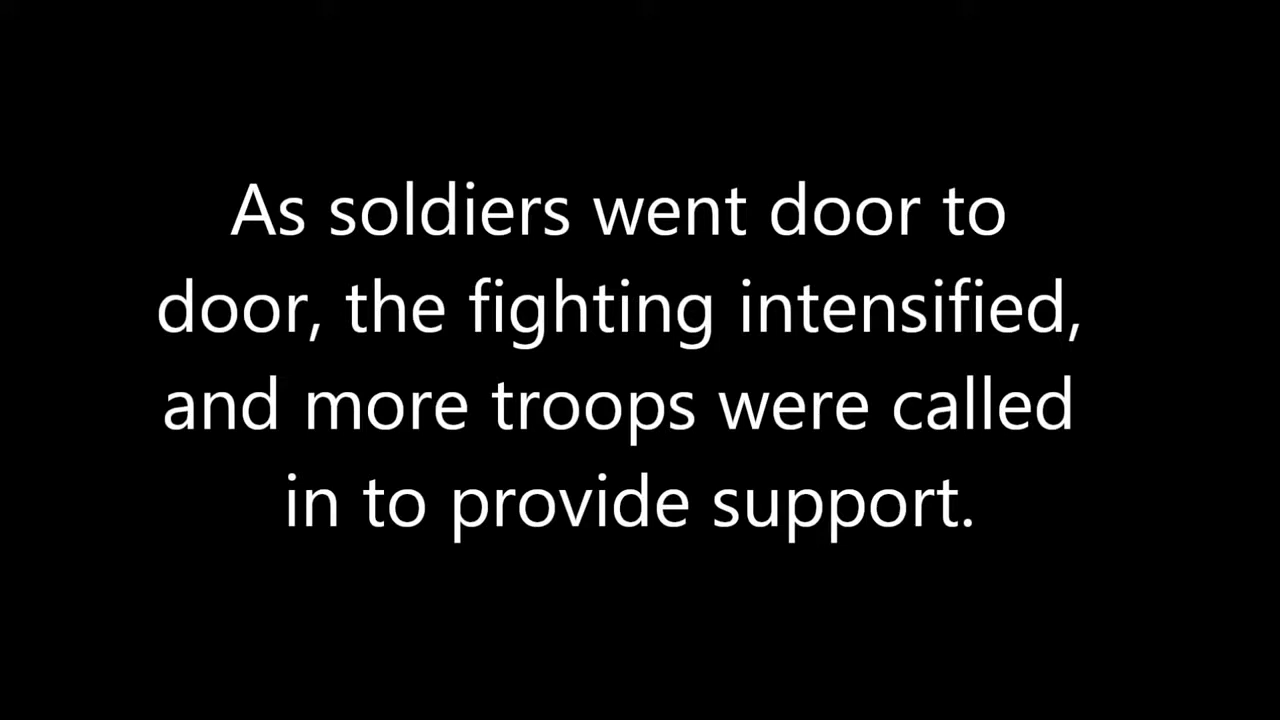 As soldiers went door to
door, the fighting intensified,
and more troops were called
in to provide support.